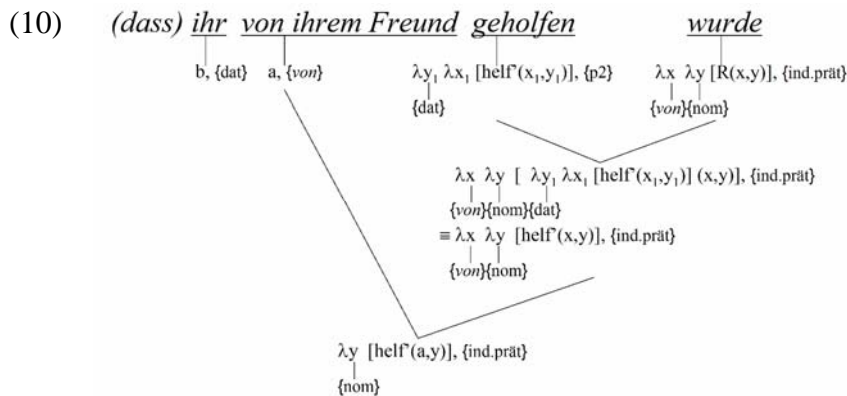 (10) (dass) ihr von ihrem Freund geholfen wurde
b, {dat} a, {von} λy₁ λx₁ [helf’(x₁,y₁)], {p2} λx λy [R(x,y)], {ind.prät}
{dat} {von}{nom}
λx λy [ λy₁ λx₁ [helf’(x₁,y₁)] (x,y)], {ind.prät}
{von}{nom}{dat}
≡ λx λy [helf’(x,y)], {ind.prät}
{von}{nom}
λy [helf’(a,y)], {ind.prät}
{nom}